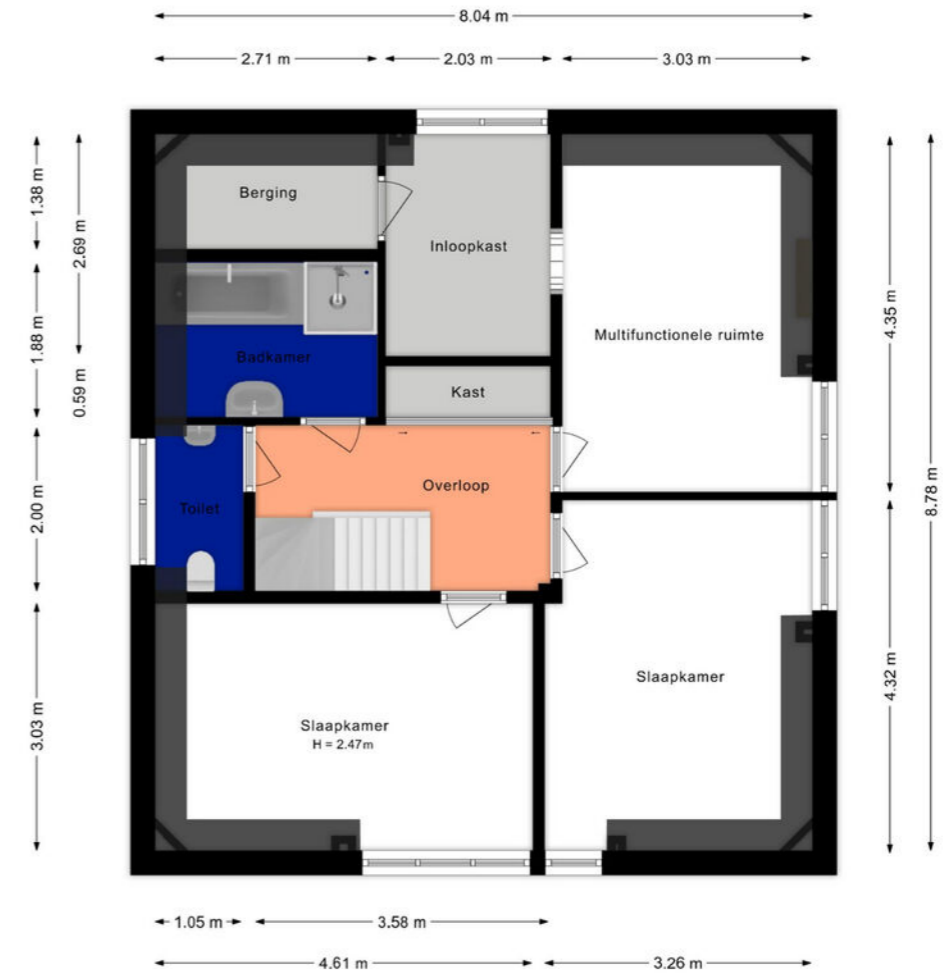 8.04 m
2.71 m
2.03 m
3.03 m
1.38 m
2.69 m
Berging
Inloopkast
4.35 m
Multifunctionele ruimte
1.88 m
Badkamer
0.59 m
Kast
Overloop
8.78 m
2.00 m
Toilet
Slaapkamer
4.32 m
3.03 m
Slaapkamer
H = 2.47m
1.05 m
3.58 m
4.61 m
3.26 m